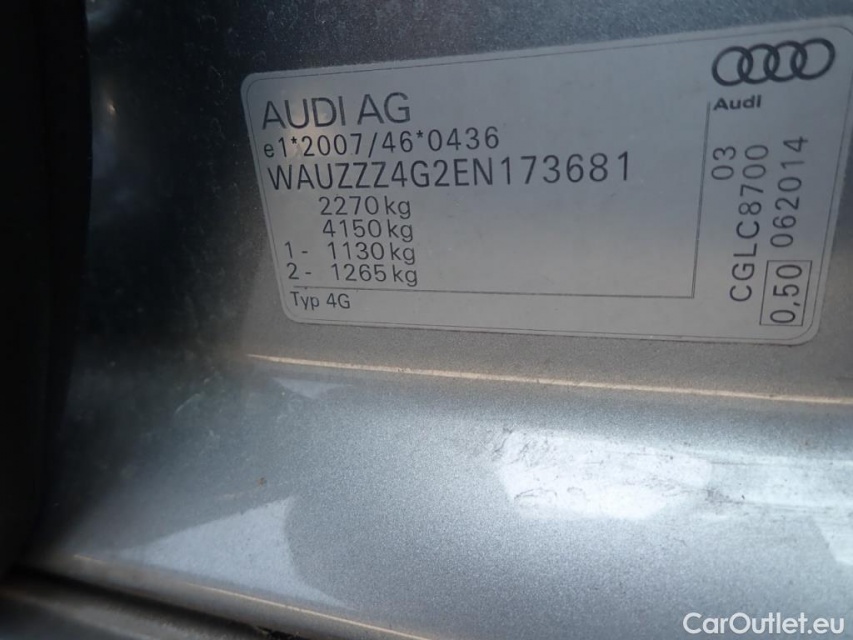 AUDI AG
e1*2007/46*0436
WAUZZZ4G2EN173681
2270 kg
4150 kg
1- 1130 kg
2- 1265 kg
Typ 4G
Audi
03
CGLC8700
0,50 062014
CarOutlet.eu